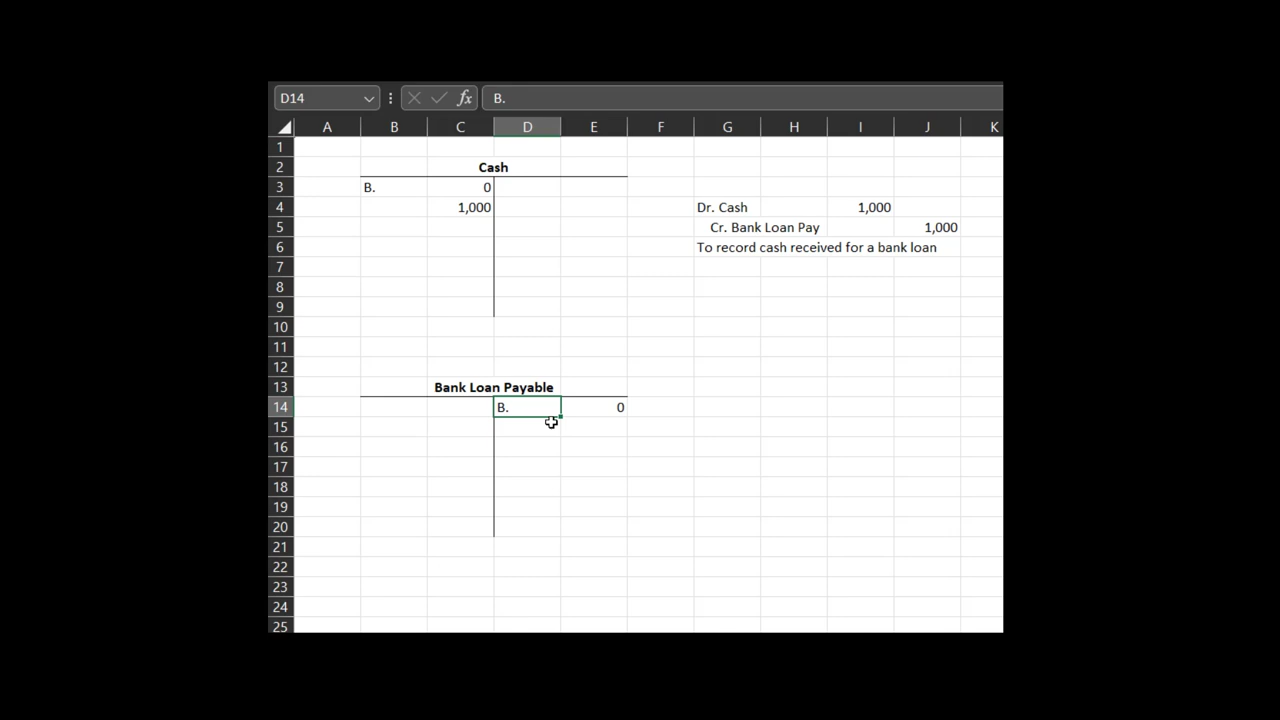 D14 fx B.
A B C D E F G H I J K
1
2 Cash
3 B. 0
4 1,000 Dr. Cash 1,000
5 Cr. Bank Loan Pay 1,000
6 To record cash received for a bank loan
7
8
9
10
11
12
13 Bank Loan Payable
14 B. 0
15
16
17
18
19
20
21
22
23
24
25